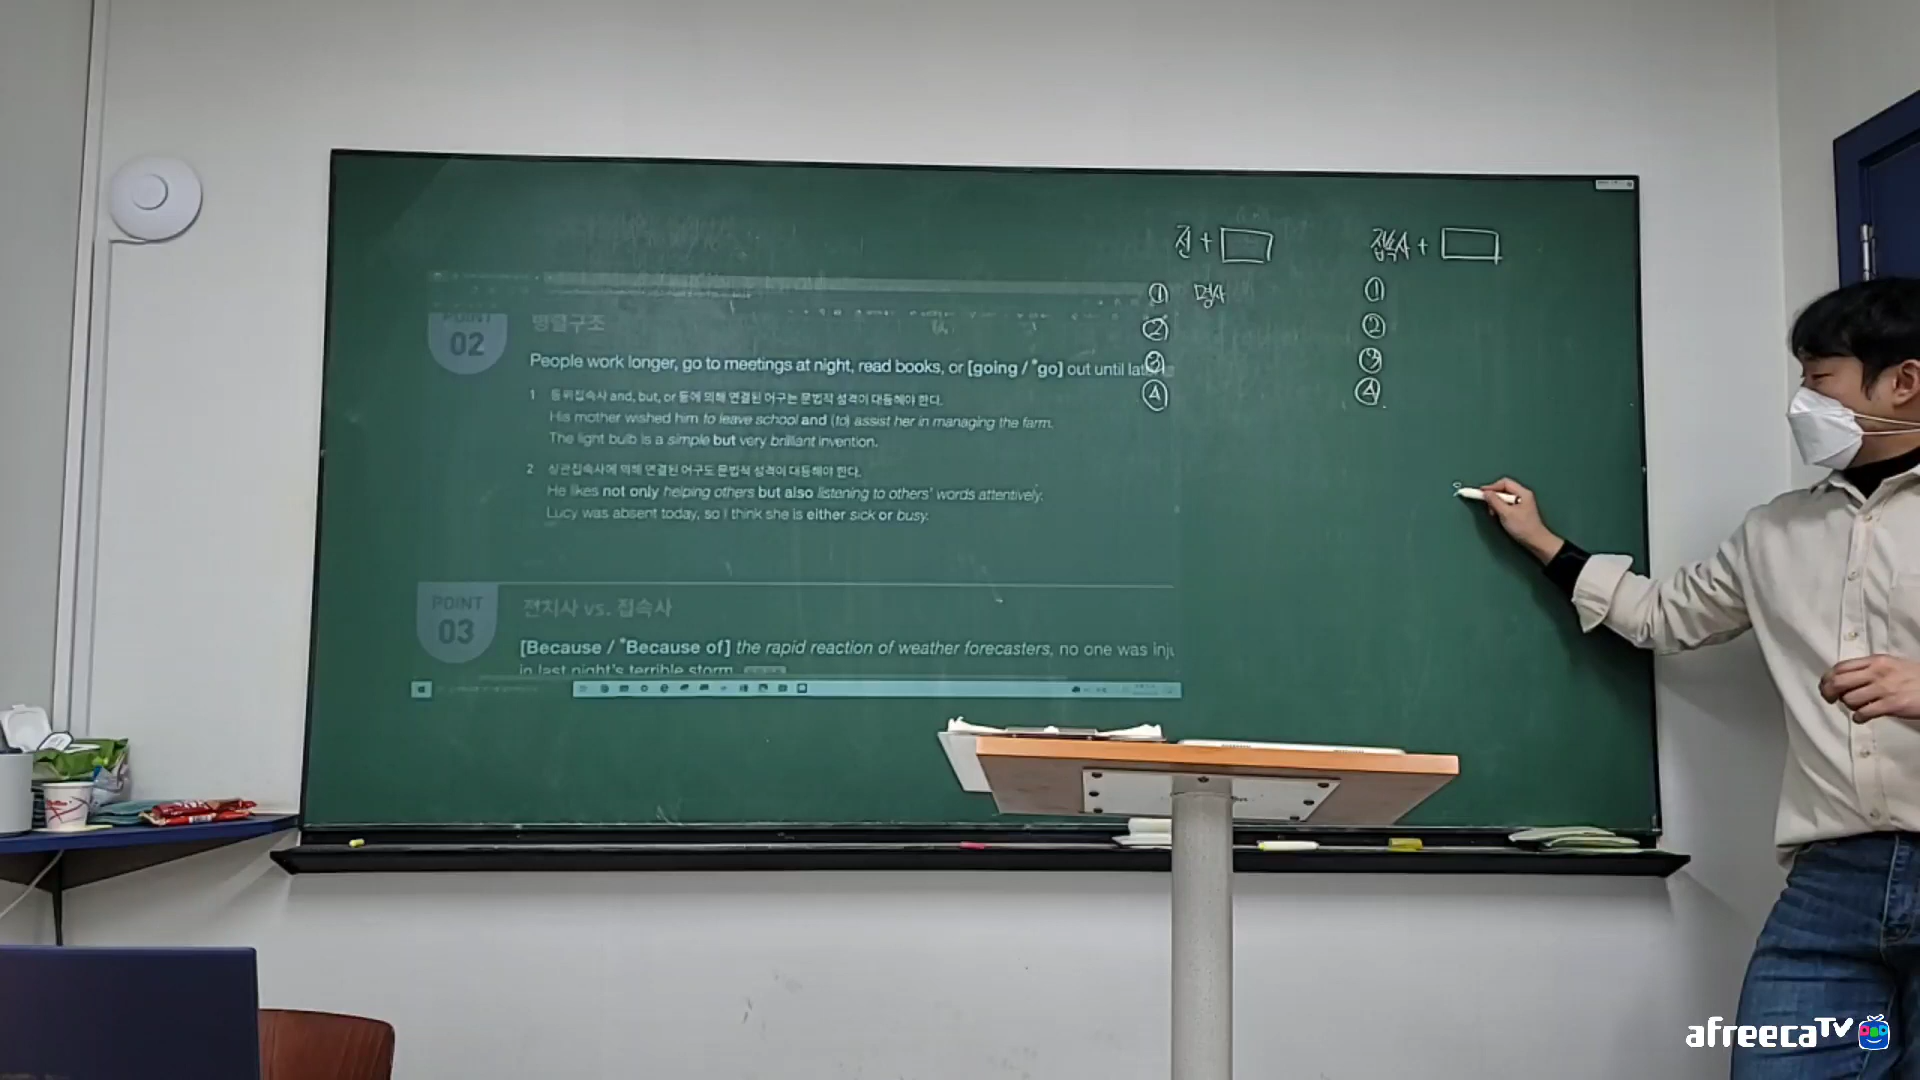 전 + 접속사 +
① 명사 ①
② ②
③ ③
④ ④
POINT
02
병렬구조
People work longer, go to meetings at night, read books, or [going / *go] out until late
1 등위접속사 and, but, or 등에 의해 연결된 어구는 문법적 성격이 대등해야 한다.
His mother wished him to leave school and (to) assist her in managing the farm.
The light bulb is a simple but very brilliant invention.
2 상관접속사에 의해 연결된 어구도 문법적 성격이 대등해야 한다.
He likes not only helping others but also listening to others' words attentively.
Lucy was absent today, so I think she is either sick or busy.
POINT
03
전치사 vs. 접속사
[Because / *Because of] the rapid reaction of weather forecasters, no one was inju
in last night's terrible storm.
afreecaTV